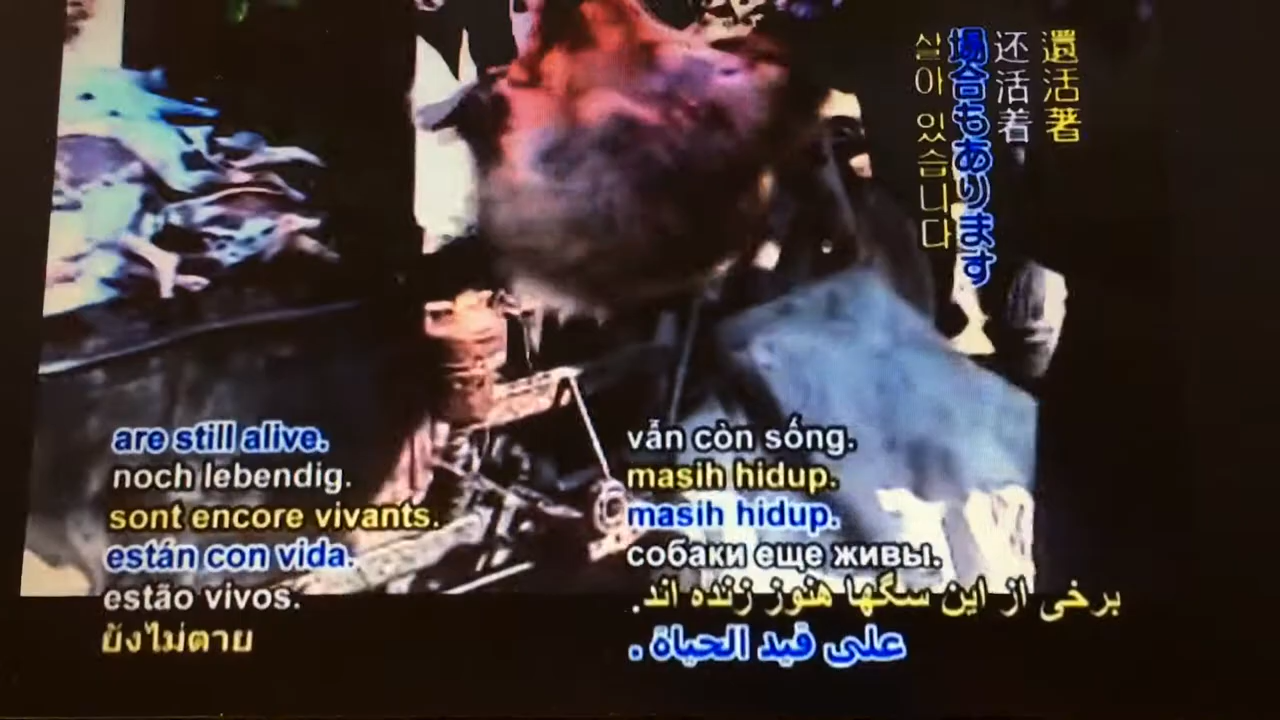 are still alive.
noch lebendig.
sont encore vivants.
están con vida.
estão vivos.
ยังไม่ตาย
vẫn còn sống.
masih hidup.
masih hidup.
собаки еще живы.
برخی از این سگها هنوز زنده اند.
على قيد الحياة .
還活著
还活着
場合もあります
살아 있습니다